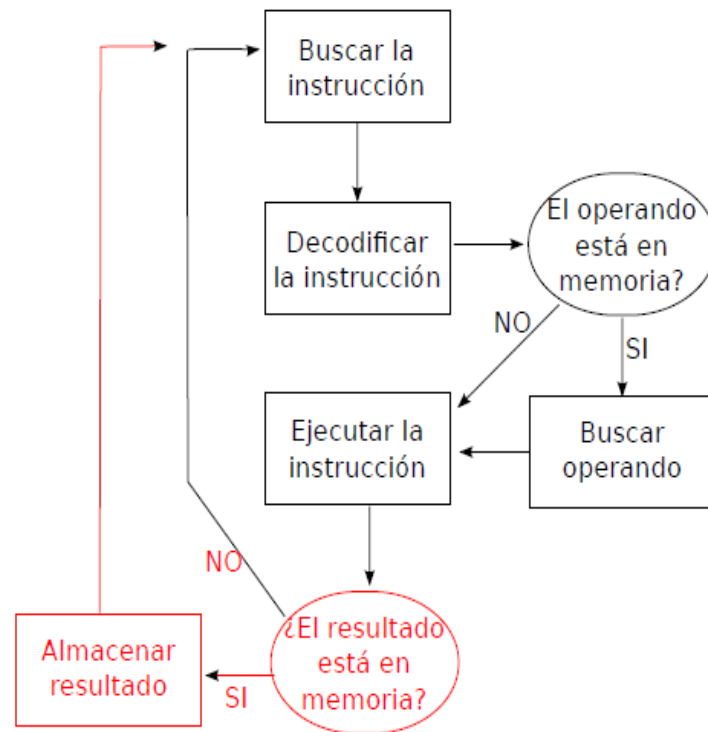 Buscar la
instrucción
Decodificar
la instrucción
El operando
está en
memoria?
NO
SI
Ejecutar la
instrucción
Buscar
operando
NO
¿El resultado
está en
memoria?
SI
Almacenar
resultado